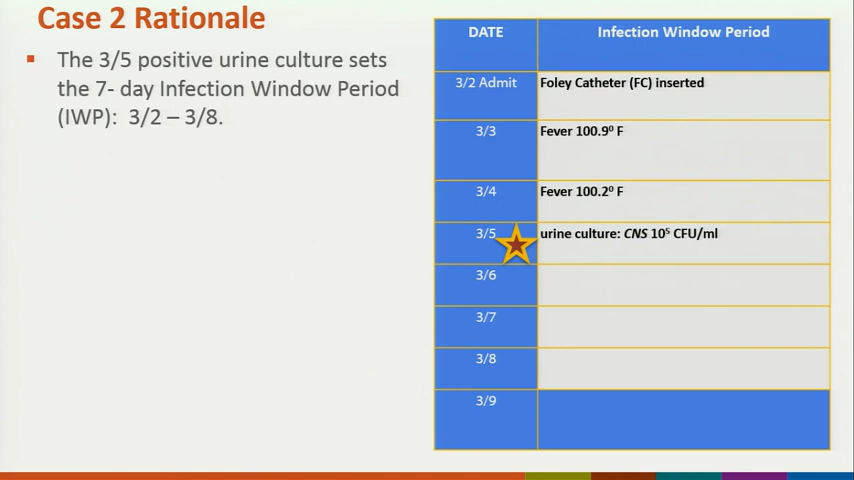 Case 2 Rationale
The 3/5 positive urine culture sets
the 7- day Infection Window Period
(IWP): 3/2 – 3/8.
DATE Infection Window Period
3/2 Admit Foley Catheter (FC) inserted
3/3 Fever 100.9⁰ F
3/4 Fever 100.2⁰ F
3/5 urine culture: CNS 10⁵ CFU/ml
3/6
3/7
3/8
3/9